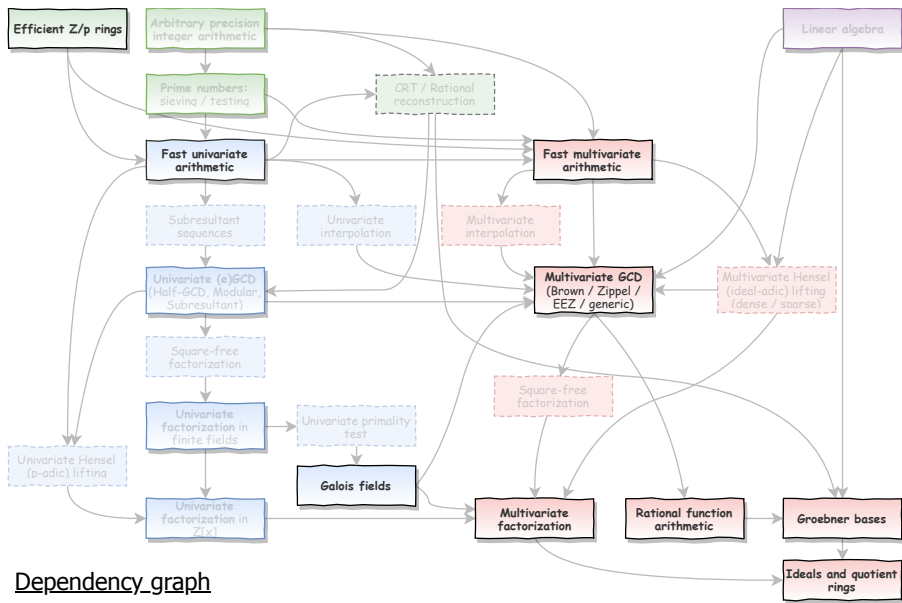 Efficient Z/p rings
Arbitrary precision
integer arithmetic
Linear algebra
Prime numbers:
sieving / testing
CRT / Rational
reconstruction
Fast univariate
arithmetic
Fast multivariate
arithmetic
Subresultant
sequences
Univariate
interpolation
Multivariate
interpolation
Univariate (e)GCD
(Half-GCD, Modular,
Subresultant)
Multivariate GCD
(Brown / Zippel /
EEZ / generic)
Multivariate Hensel
(ideal-adic) lifting
(dense / sparse)
Square-free
factorization
Square-free
factorization
Univariate
factorization in
finite fields
Univariate primality
test
Univariate Hensel
(p-adic) lifting
Galois fields
Univariate
factorization in
Z[x]
Multivariate
factorization
Rational function
arithmetic
Groebner bases
Ideals and quotient
rings
Dependency graph